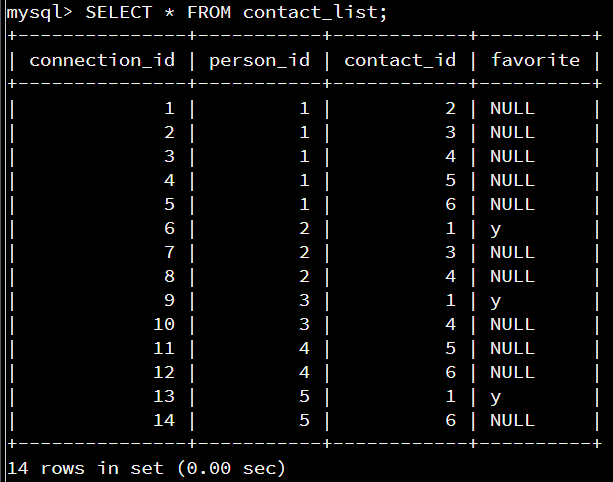 mysql> SELECT * FROM contact_list;
+---------------+-----------+------------+----------+
| connection_id | person_id | contact_id | favorite |
+---------------+-----------+------------+----------+
|             1 |         1 |          2 | NULL     |
|             2 |         1 |          3 | NULL     |
|             3 |         1 |          4 | NULL     |
|             4 |         1 |          5 | NULL     |
|             5 |         1 |          6 | NULL     |
|             6 |         2 |          1 | y        |
|             7 |         2 |          3 | NULL     |
|             8 |         2 |          4 | NULL     |
|             9 |         3 |          1 | y        |
|            10 |         3 |          4 | NULL     |
|            11 |         4 |          5 | NULL     |
|            12 |         4 |          6 | NULL     |
|            13 |         5 |          1 | y        |
|            14 |         5 |          6 | NULL     |
+---------------+-----------+------------+----------+
14 rows in set (0.00 sec)